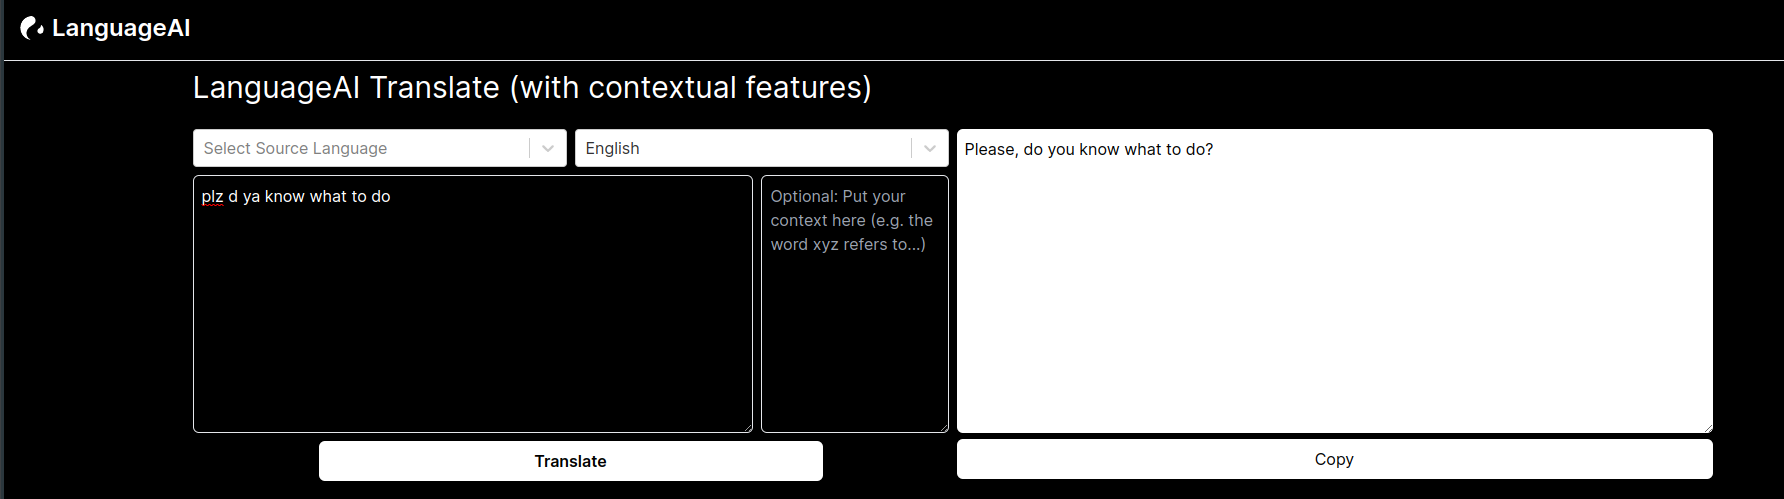 LanguageAI
LanguageAI Translate (with contextual features)
Select Source Language
English
plz d ya know what to do
Optional: Put your
context here (e.g. the
word xyz refers to...)
Please, do you know what to do?
Translate
Copy